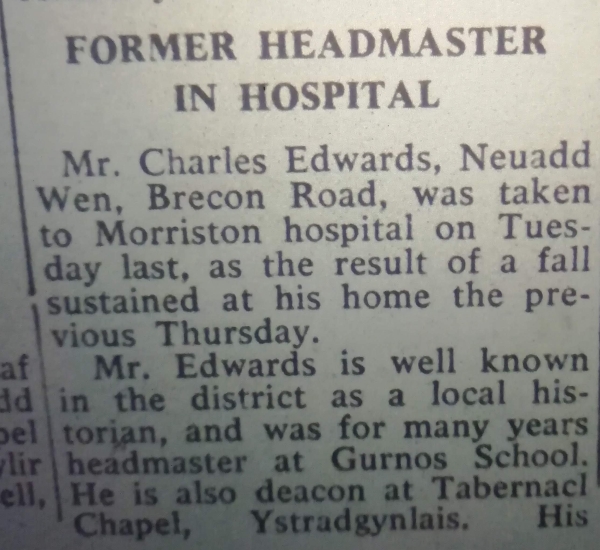 FORMER HEADMASTER
IN HOSPITAL
Mr. Charles Edwards, Neuadd
Wen, Brecon Road, was taken
to Morriston hospital on Tues-
day last, as the result of a fall
sustained at his home the pre-
vious Thursday.
Mr. Edwards is well known
in the district as a local his-
torian, and was for many years
headmaster at Gurnos School.
He is also deacon at Tabernacl
Chapel, Ystradgynlais. His